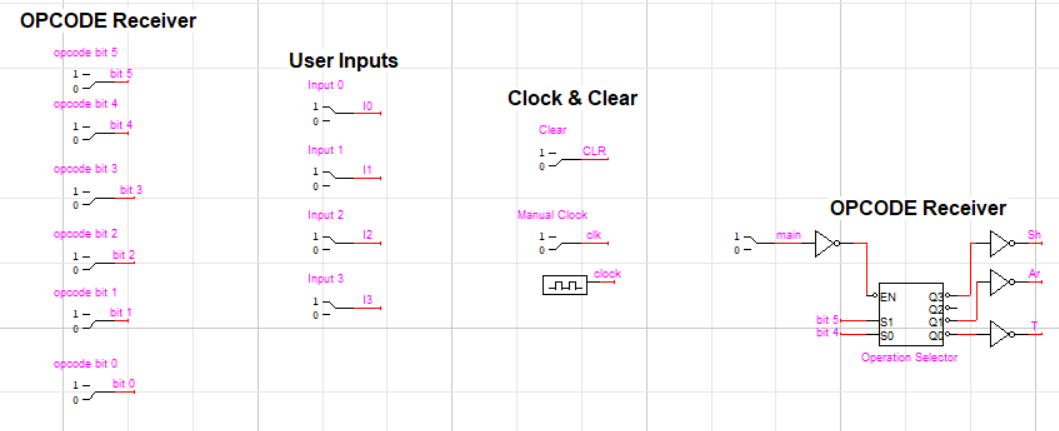 OPCODE Receiver
opcode bit 5
1
bit 5
0
opcode bit 4
1
bit 4
0
opcode bit 3
1
bit 3
0
opcode bit 2
1
bit 2
0
opcode bit 1
1
bit 1
0
opcode bit 0
1
bit 0
0
User Inputs
Input 0
1
I0
0
Input 1
1
I1
0
Input 2
1
I2
0
Input 3
1
I3
0
Clock & Clear
Clear
1
CLR
0
Manual Clock
1
clk
0
clock
OPCODE Receiver
1
main
0
Sh
Ar
T
EN
Q3
Q2
bit 5
S1
Q1
bit 4
S0
Q0
Operation Selector